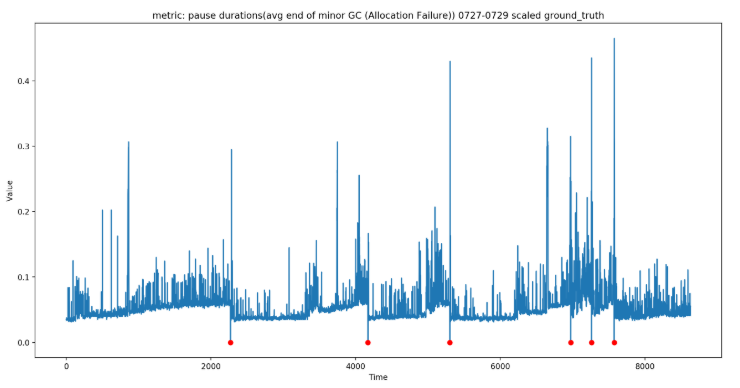 metric: pause durations(avg end of minor GC (Allocation Failure)) 0727-0729 scaled ground_truth
0.4
0.3
Value
0.2
0.1
0.0
0 2000 4000 6000 8000
Time